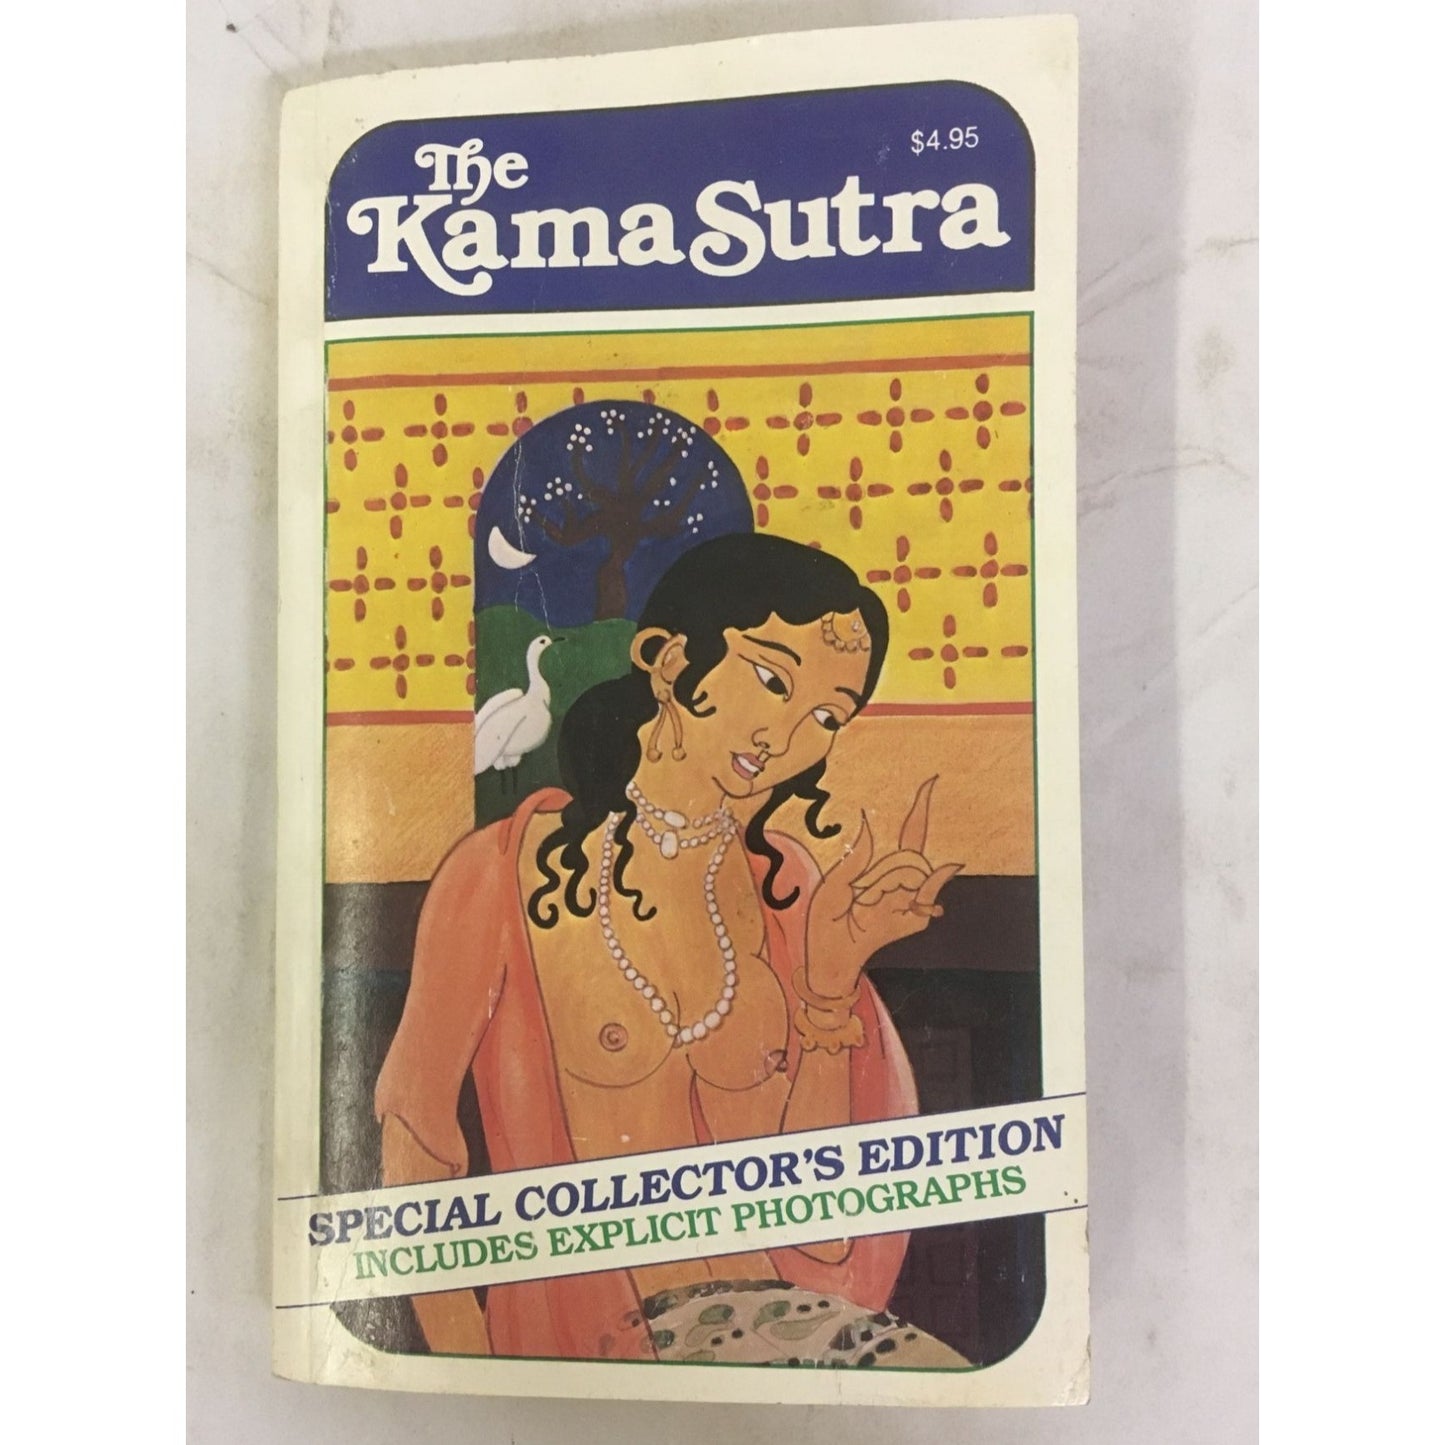 The
$4.95
Kama Sutra
SPECIAL COLLECTOR'S EDITION
INCLUDES EXPLICIT PHOTOGRAPHS